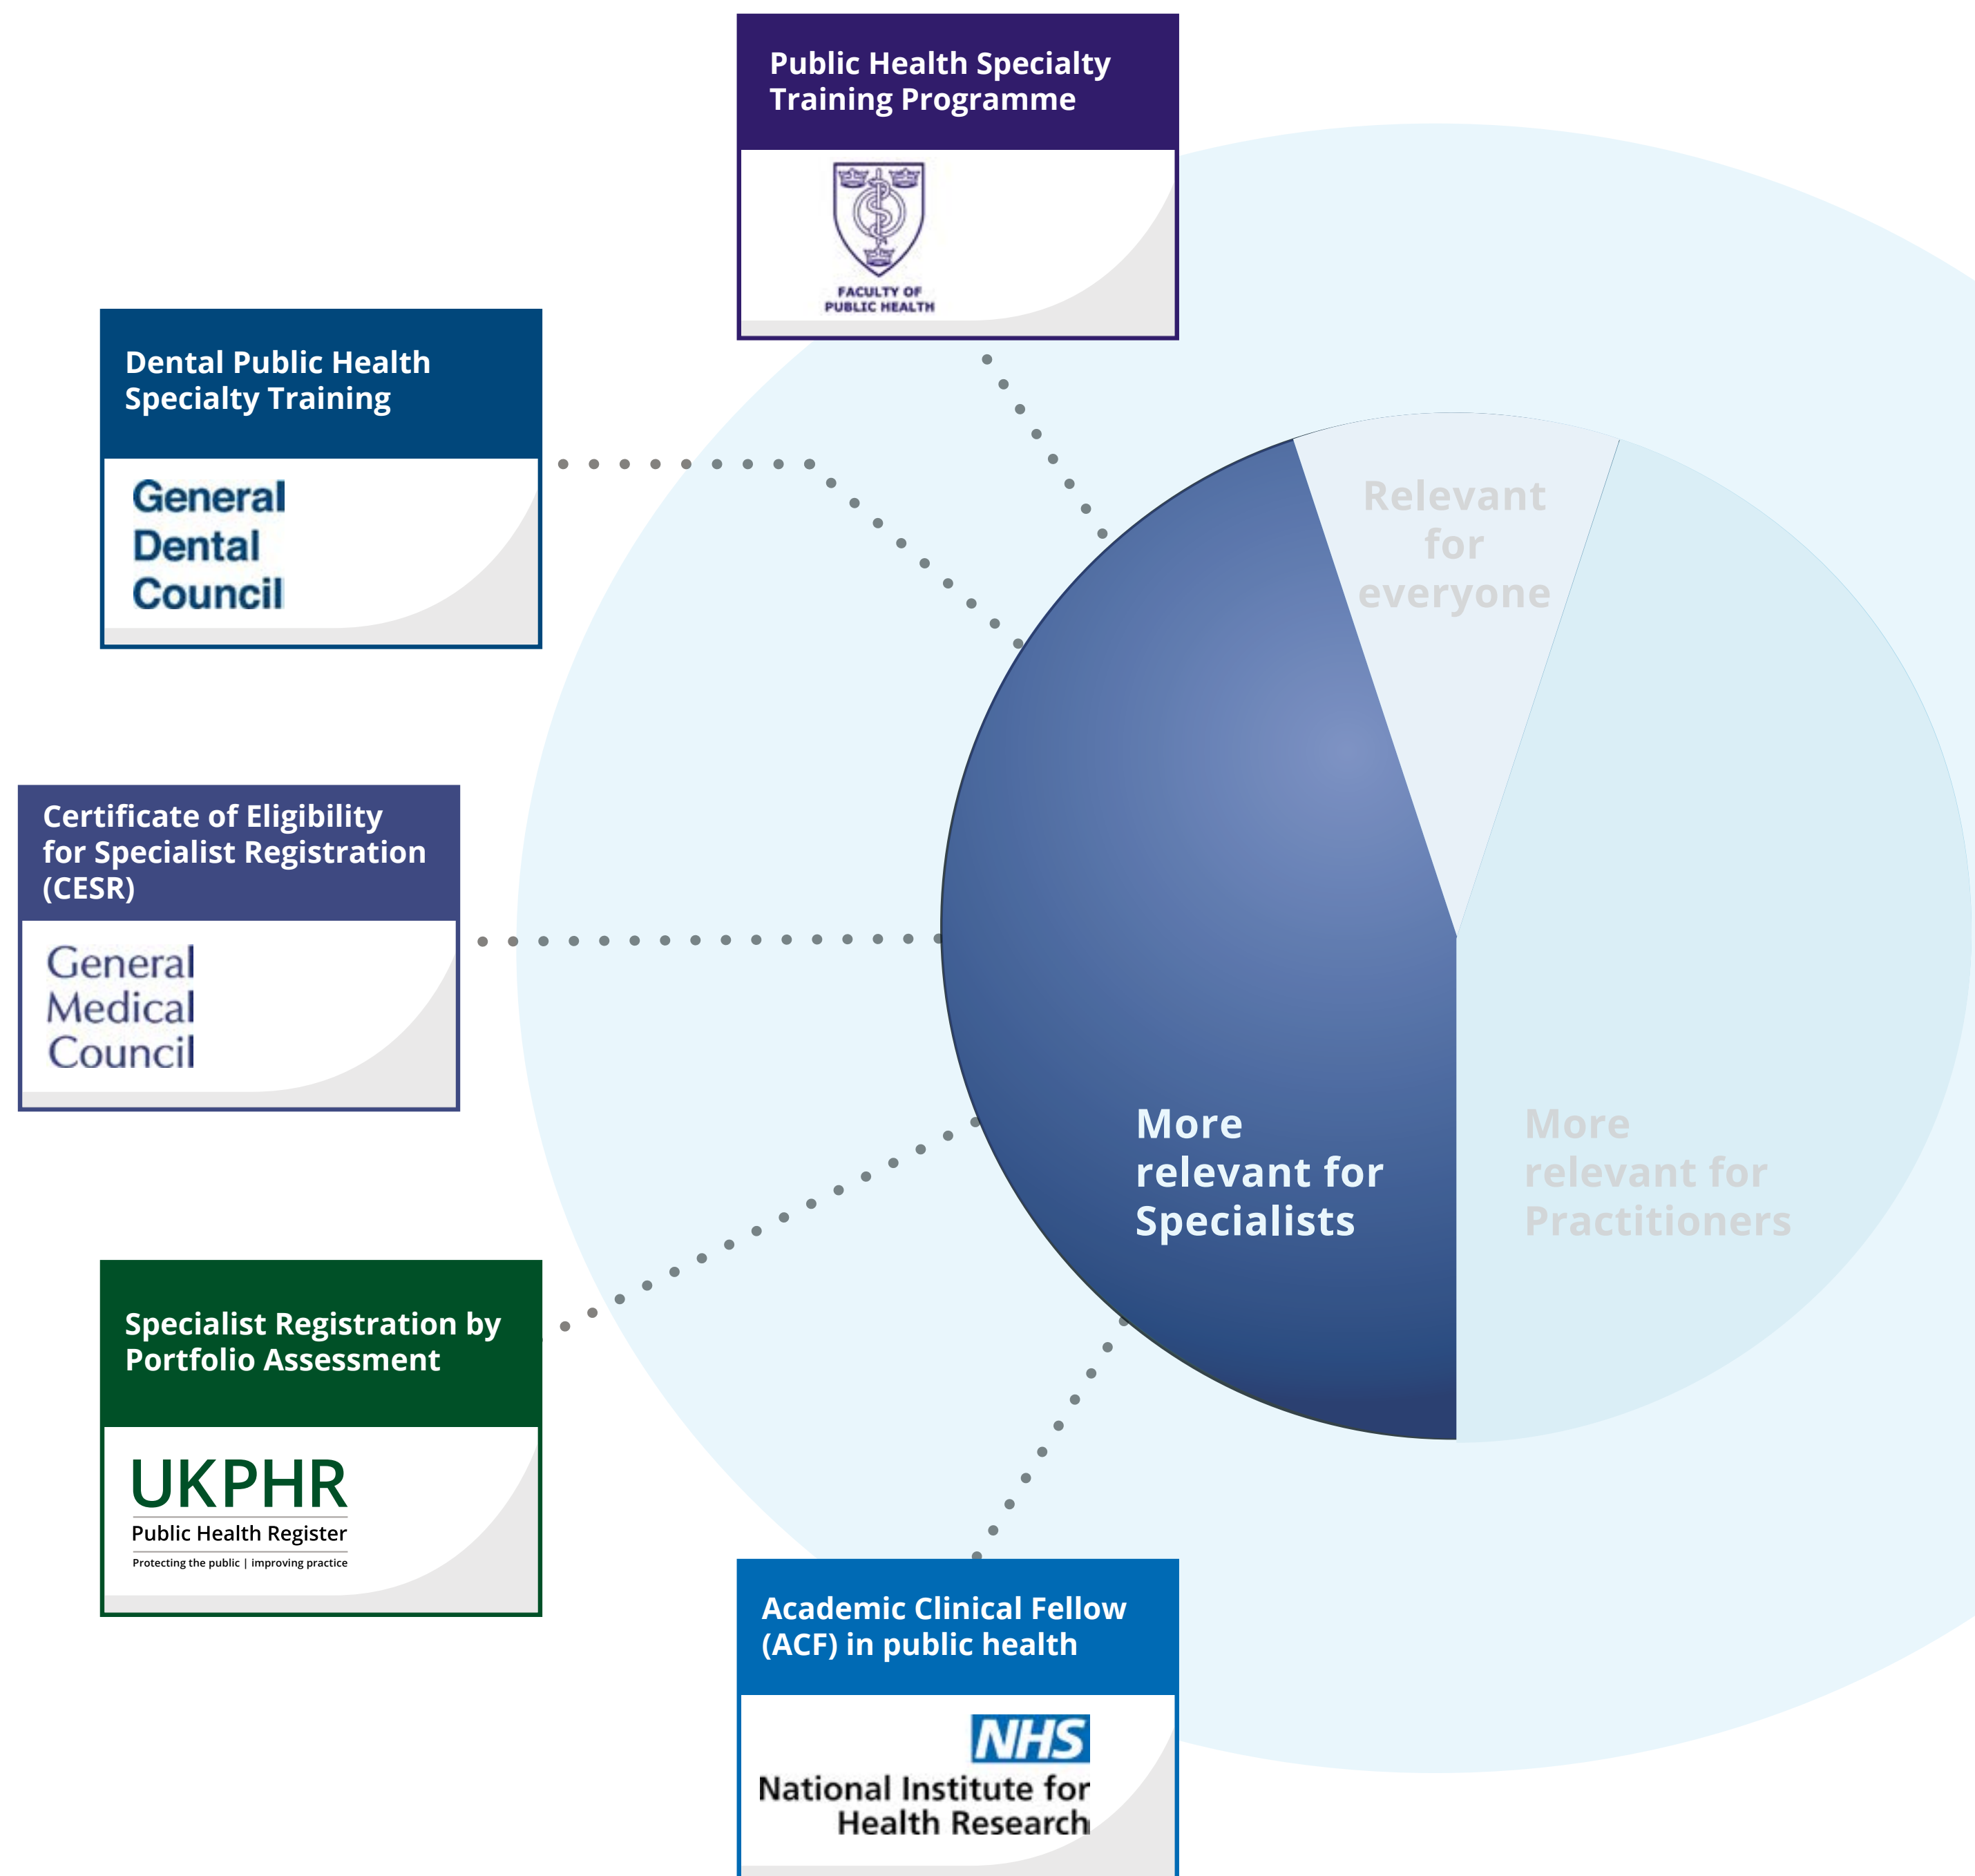 Public Health Specialty
Training Programme
FACULTY OF
PUBLIC HEALTH
Dental Public Health
Specialty Training
General
Dental
Council
Relevant
for
everyone
Certificate of Eligibility
for Specialist Registration
(CESR)
General
Medical
Council
More
relevant for
Specialists
More
relevant for
Practitioners
Specialist Registration by
Portfolio Assessment
UKPHR
Public Health Register
Protecting the public | improving practice
Academic Clinical Fellow
(ACF) in public health
NHS
National Institute for
Health Research